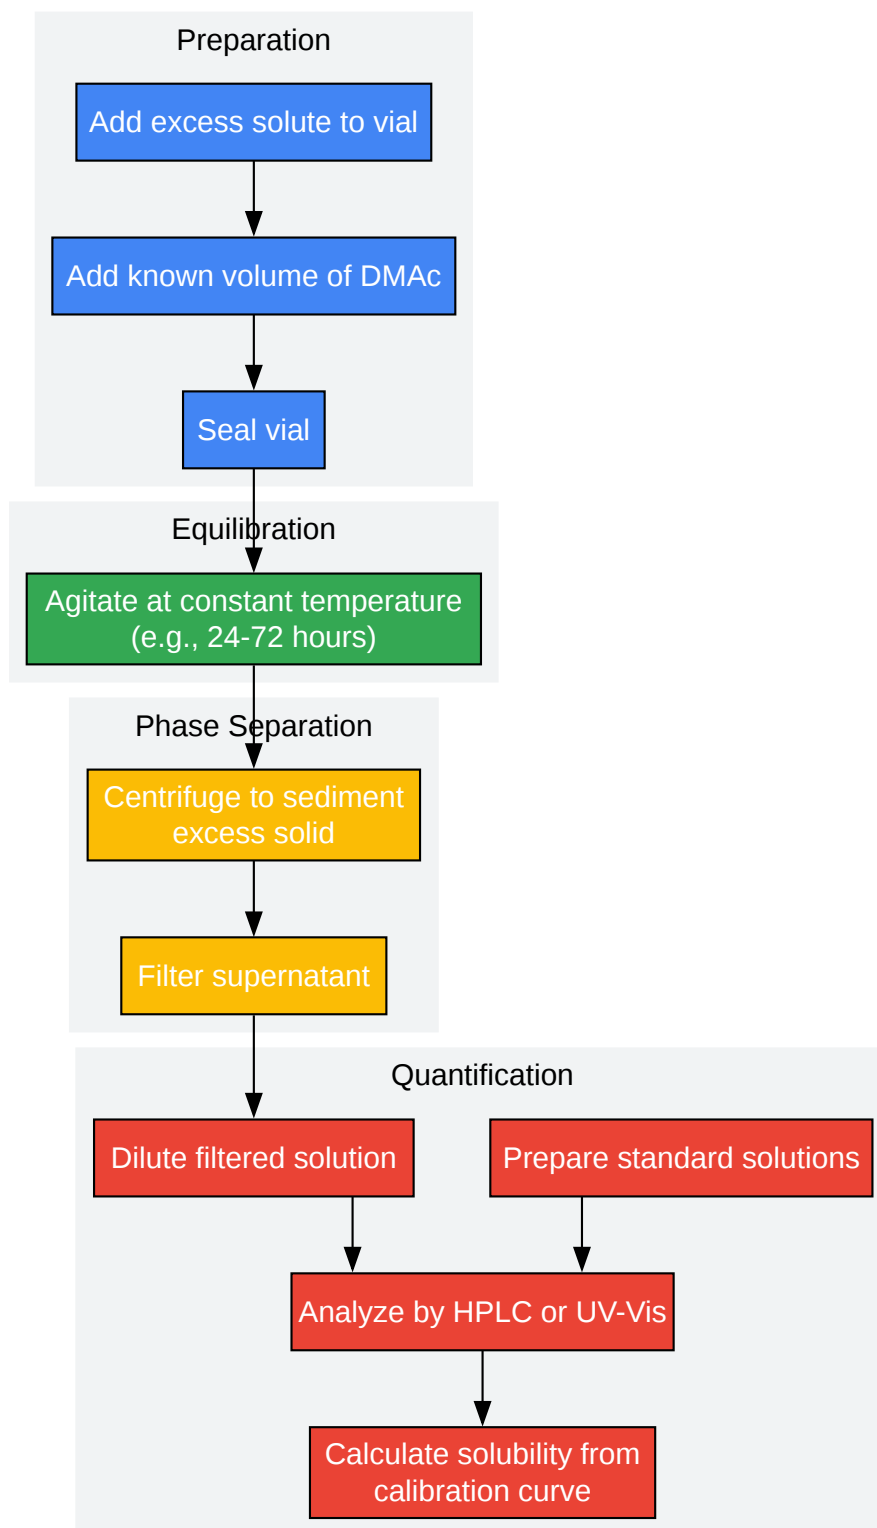 Preparation
Add excess solute to vial
Add known volume of DMAc
Seal vial
Equilibration
Agitate at constant temperature
(e.g., 24-72 hours)
Phase Separation
Centrifuge to sediment
excess solid
Filter supernatant
Quantification
Dilute filtered solution
Prepare standard solutions
Analyze by HPLC or UV-Vis
Calculate solubility from
calibration curve